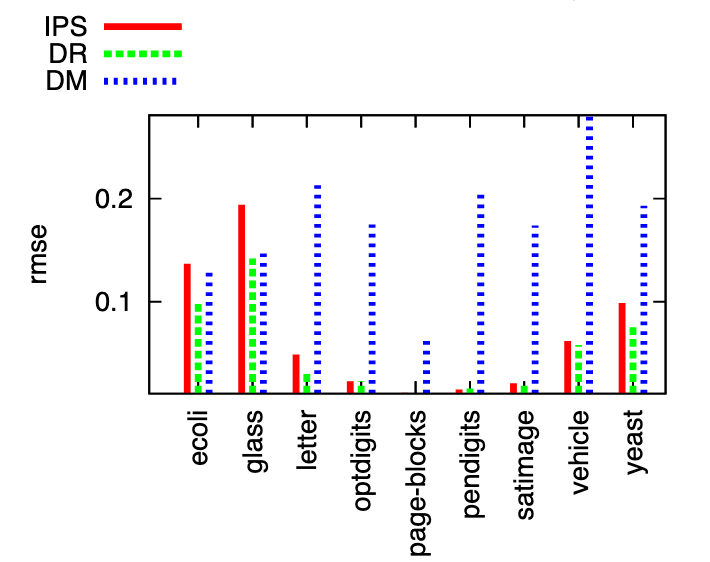 IPS
DR
DM
0.2
0.1
rmse
ecoli
glass
letter
optdigits
page-blocks
pendigits
satimage
vehicle
yeast